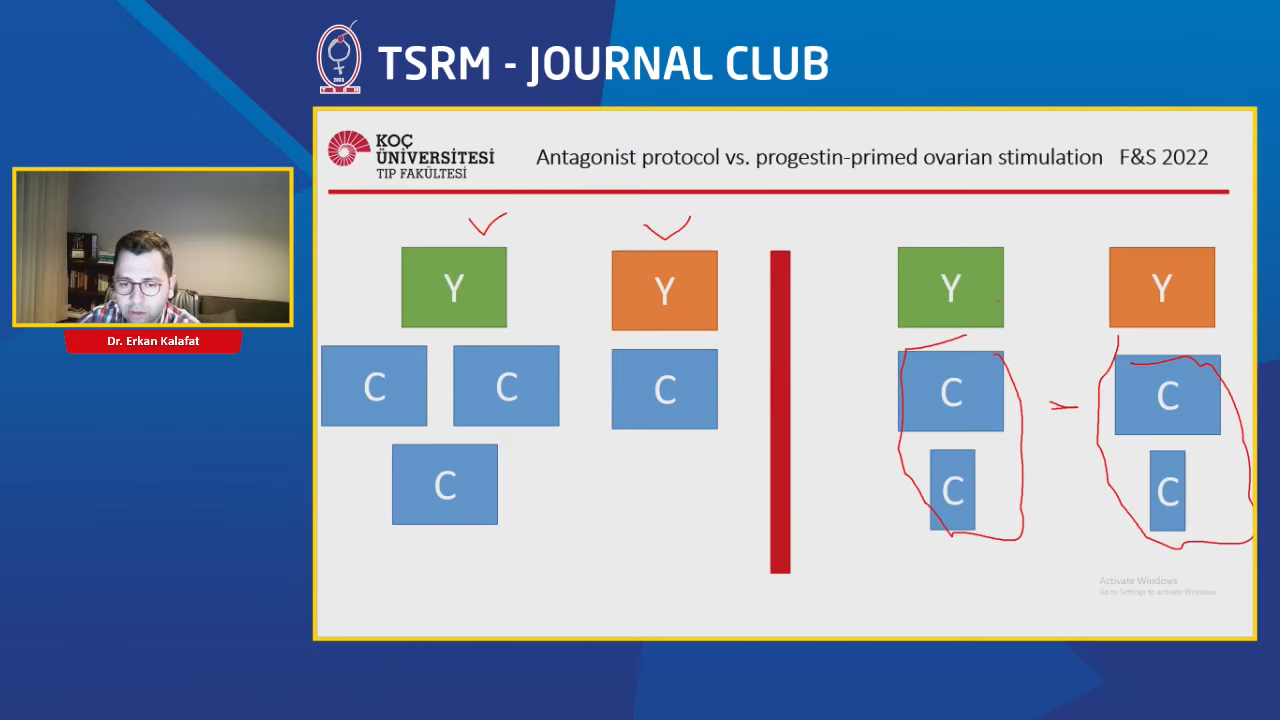 TSRM - JOURNAL CLUB
2003
T S R M
KOÇ
ÜNİVERSİTESİ
TIP FAKÜLTESİ
Antagonist protocol vs. progestin-primed ovarian stimulation F&S 2022
Dr. Erkan Kalafat
Y Y Y Y
C C C C C
C C C
Activate Windows
Go to Settings to activate Windows.